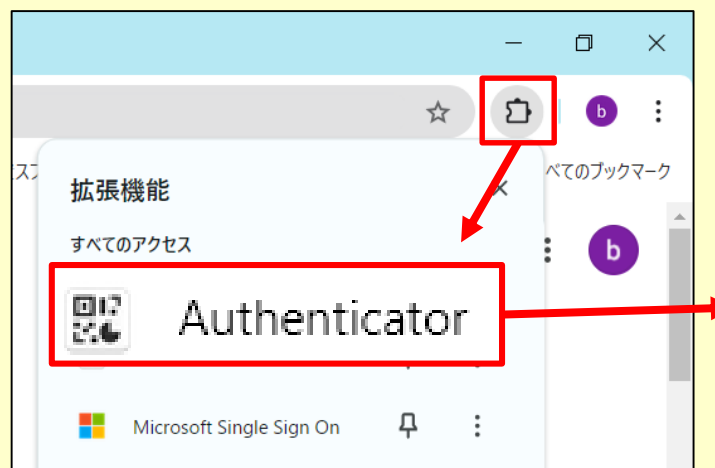 b
べてのブックマーク
拡張機能
すべてのアクセス
b
Authenticator
Microsoft Single Sign On